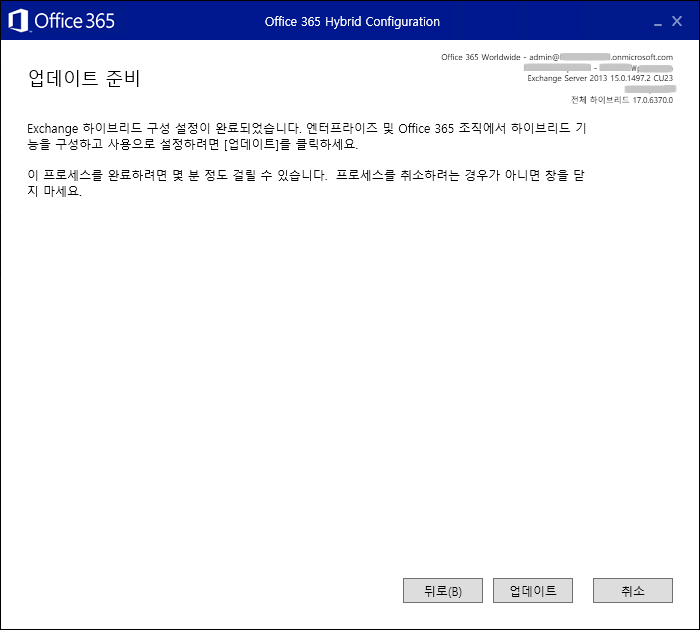 Office 365
Office 365 Hybrid Configuration
Office 365 Worldwide - admin@ .onmicrosoft.com
-
업데이트 준비
Exchange Server 2013 15.0.1497.2 CU23
전체 하이브리드 17.0.6370.0
Exchange 하이브리드 구성 설정이 완료되었습니다. 엔터프라이즈 및 Office 365 조직에서 하이브리드 기
능을 구성하고 사용으로 설정하려면 [업데이트]를 클릭하세요.
이 프로세스를 완료하려면 몇 분 정도 걸릴 수 있습니다. 프로세스를 취소하려는 경우가 아니면 창을 닫
지 마세요.
뒤로(B)
업데이트
취소